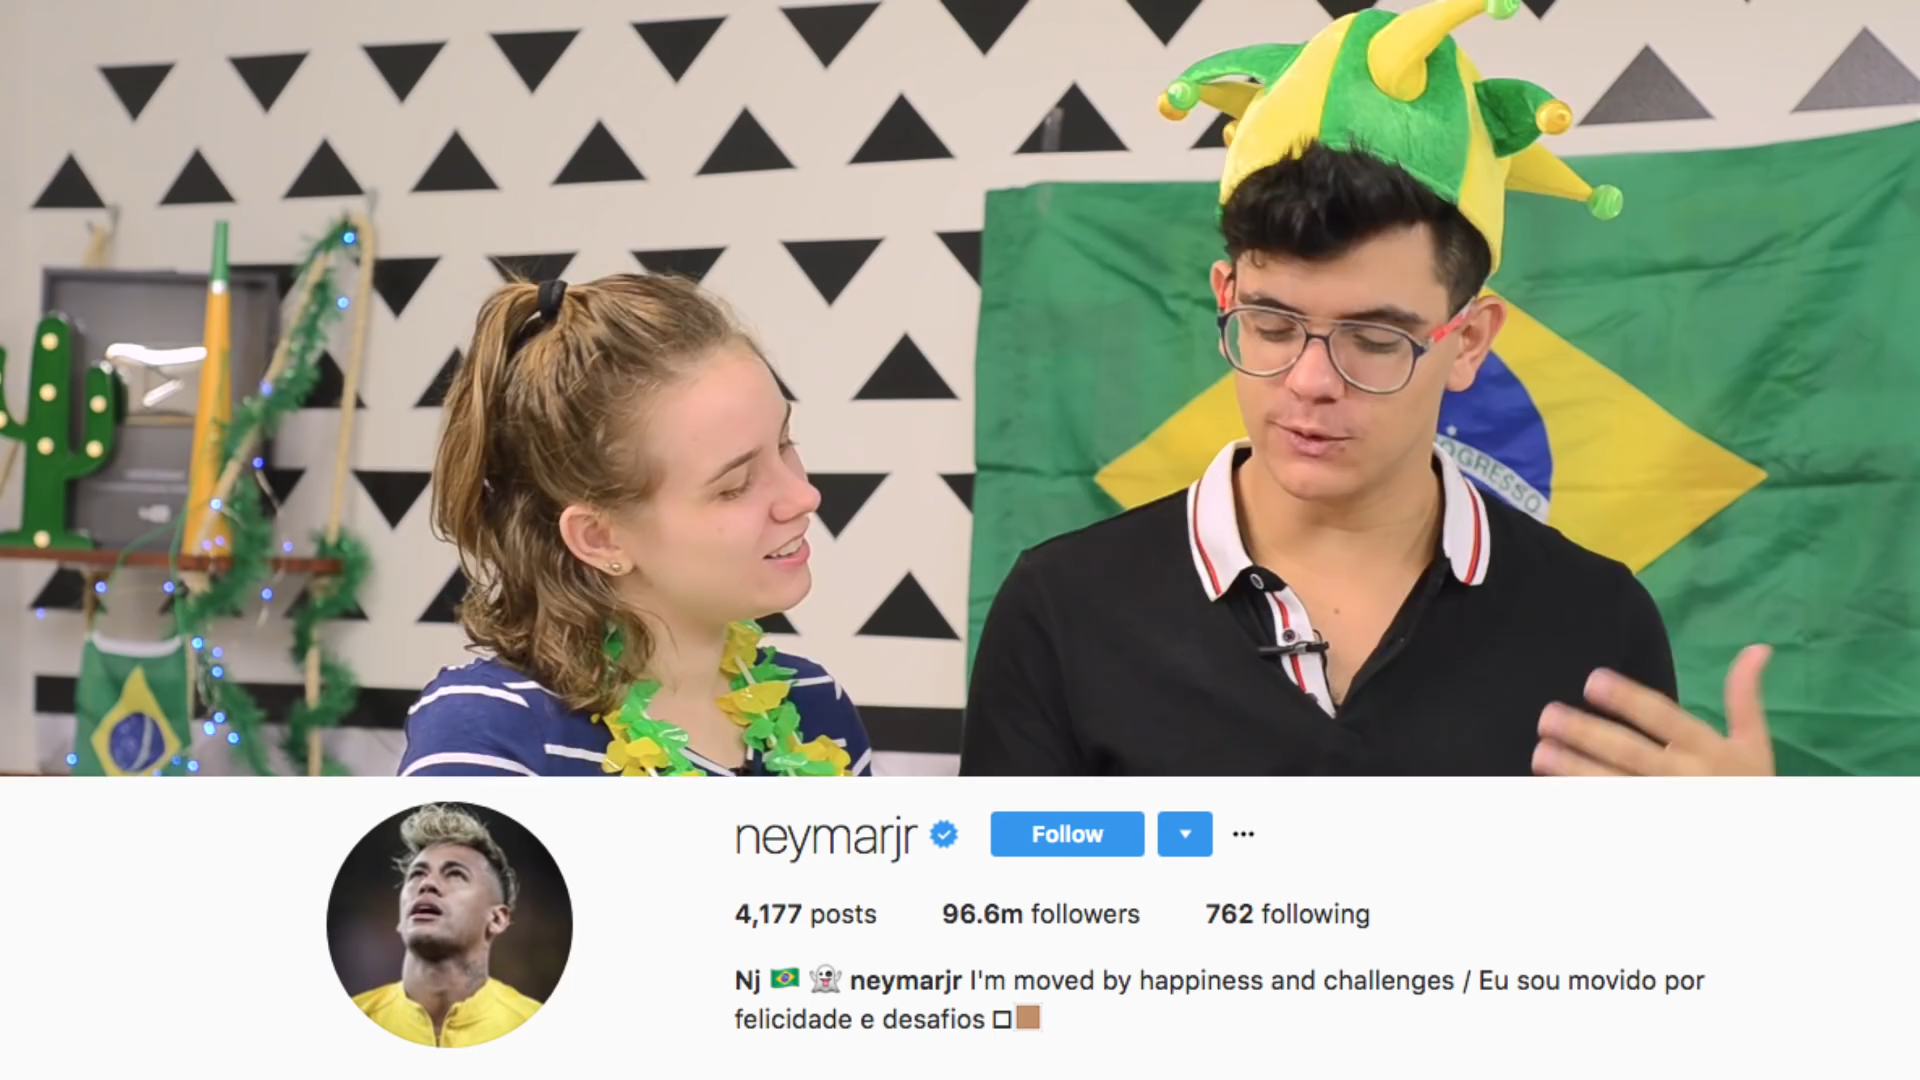 OGRESSO
neymarjr Follow
4,177 posts 96.6m followers 762 following
Nj 🇧🇷 👻 neymarjr I'm moved by happiness and challenges / Eu sou movido por
felicidade e desafios